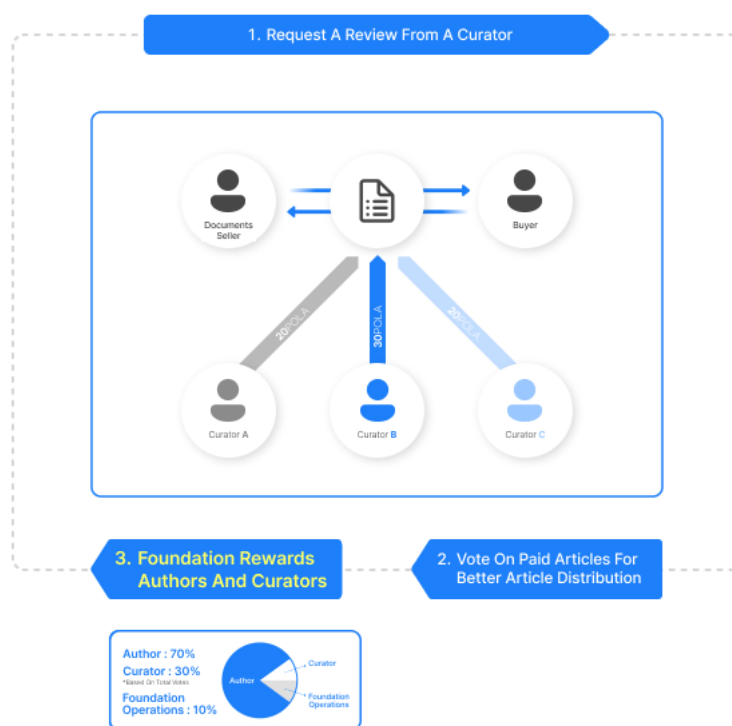 1. Request A Review From A Curator
Documents
Seller
Buyer
20POLA
30POLA
20POLA
Curator A
Curator B
Curator C
3. Foundation Rewards
Authors And Curators
2. Vote On Paid Articles For
Better Article Distribution
Author : 70%
Curator : 30%
*Based On Total Votes
Foundation
Operations : 10%
Author
Curator
Foundation
Operations